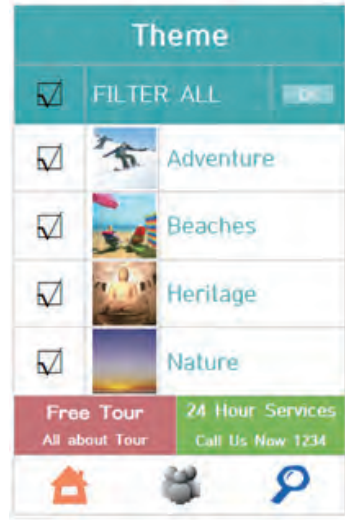 Theme
FILTER ALL
OK
Adventure
Beaches
Heritage
Nature
Free Tour
All about Tour
24 Hour Services
Call Us Now 1234